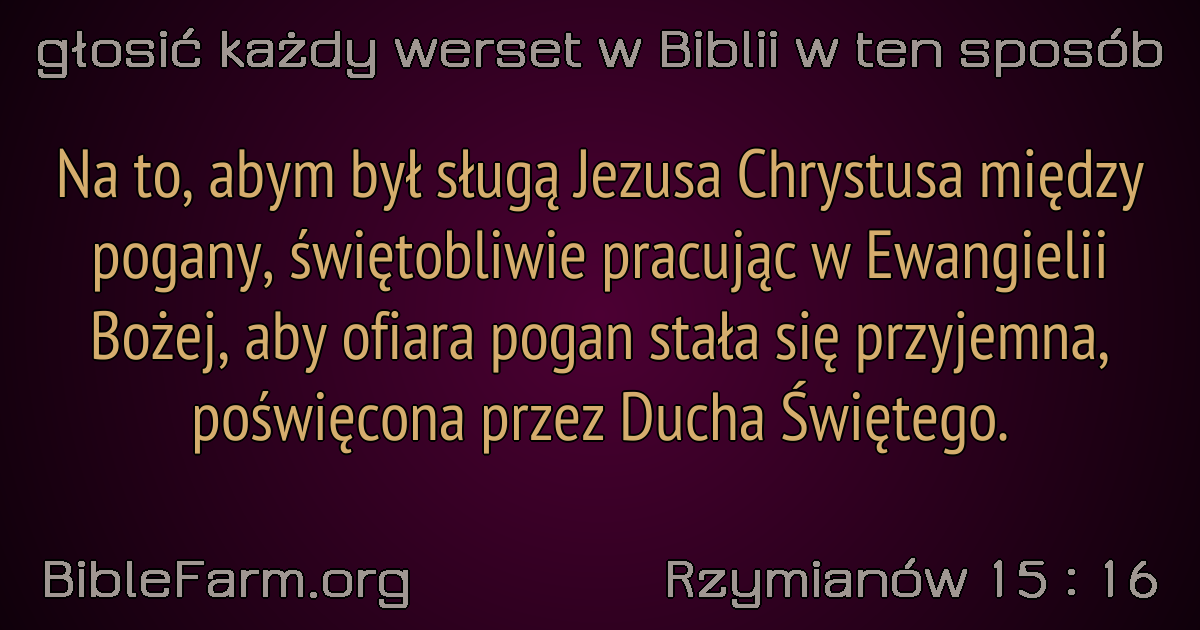 głosić każdy werset w Biblii w ten sposób
Na to, abym był sługą Jezusa Chrystusa między
pogany, świętobliwie pracując w Ewangielii
Bożej, aby ofiara pogan stała się przyjemna,
poświęcona przez Ducha Świętego.
BibleFarm.org
Rzymianów 15 : 16